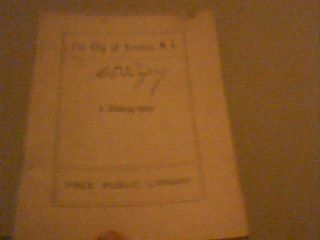 The City of Trenton, N. J.
A Bibliography
FREE PUBLIC LIBRARY